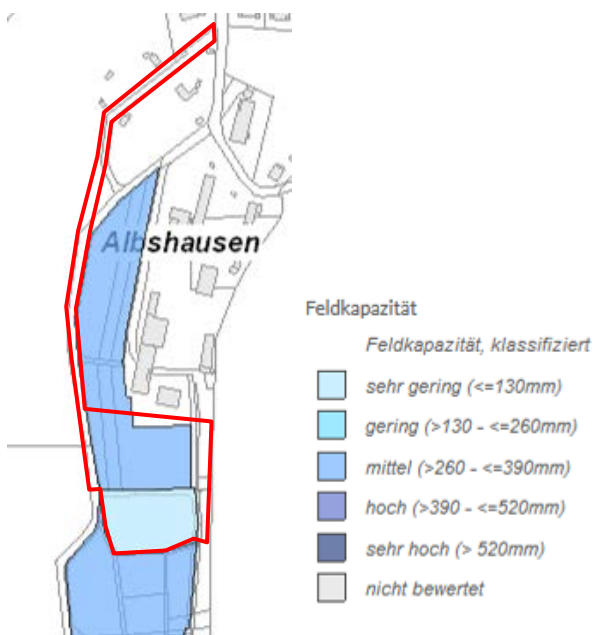 Albshausen
Feldkapazität
Feldkapazität, klassifiziert
sehr gering (<=130mm)
gering (>130 - <=260mm)
mittel (>260 - <=390mm)
hoch (>390 - <=520mm)
sehr hoch (> 520mm)
nicht bewertet